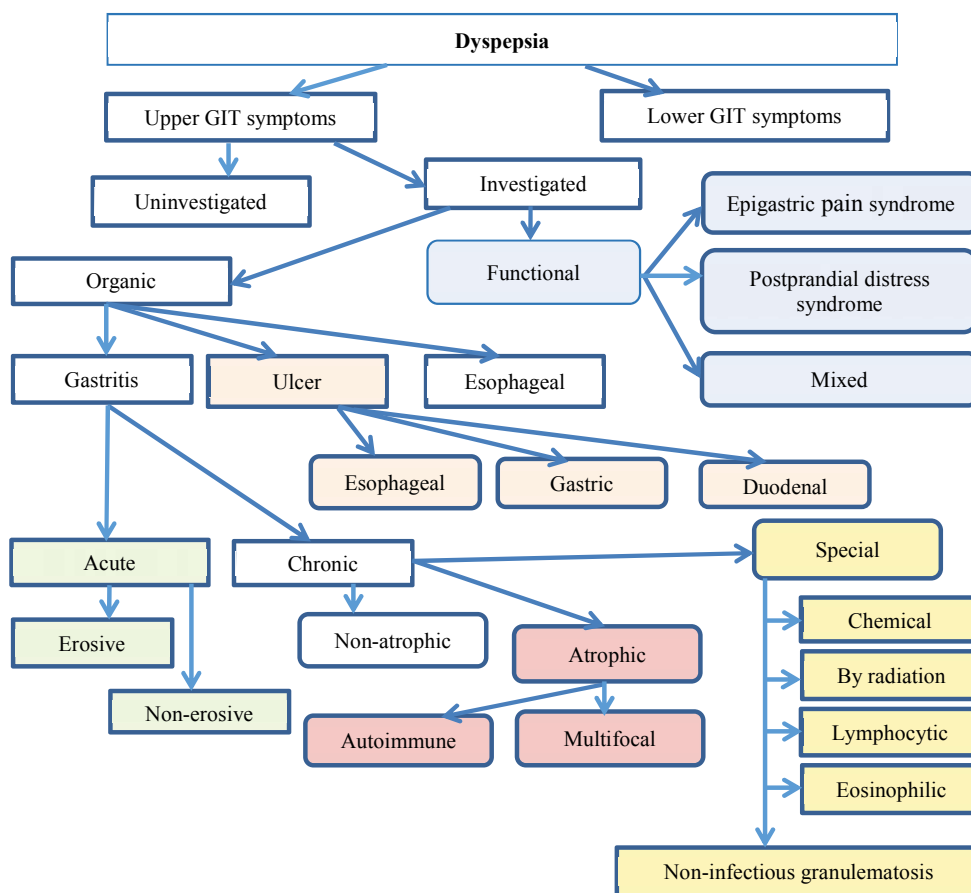 Dyspepsia
Upper GIT symptoms
Lower GIT symptoms
Uninvestigated
Investigated
Epigastric pain syndrome
Organic
Functional
Postprandial distress
syndrome
Gastritis
Ulcer
Esophageal
Mixed
Esophageal
Gastric
Duodenal
Acute
Chronic
Special
Erosive
Non-atrophic
Chemical
Atrophic
By radiation
Non-erosive
Autoimmune
Multifocal
Lymphocytic
Eosinophilic
Non-infectious granulematosis